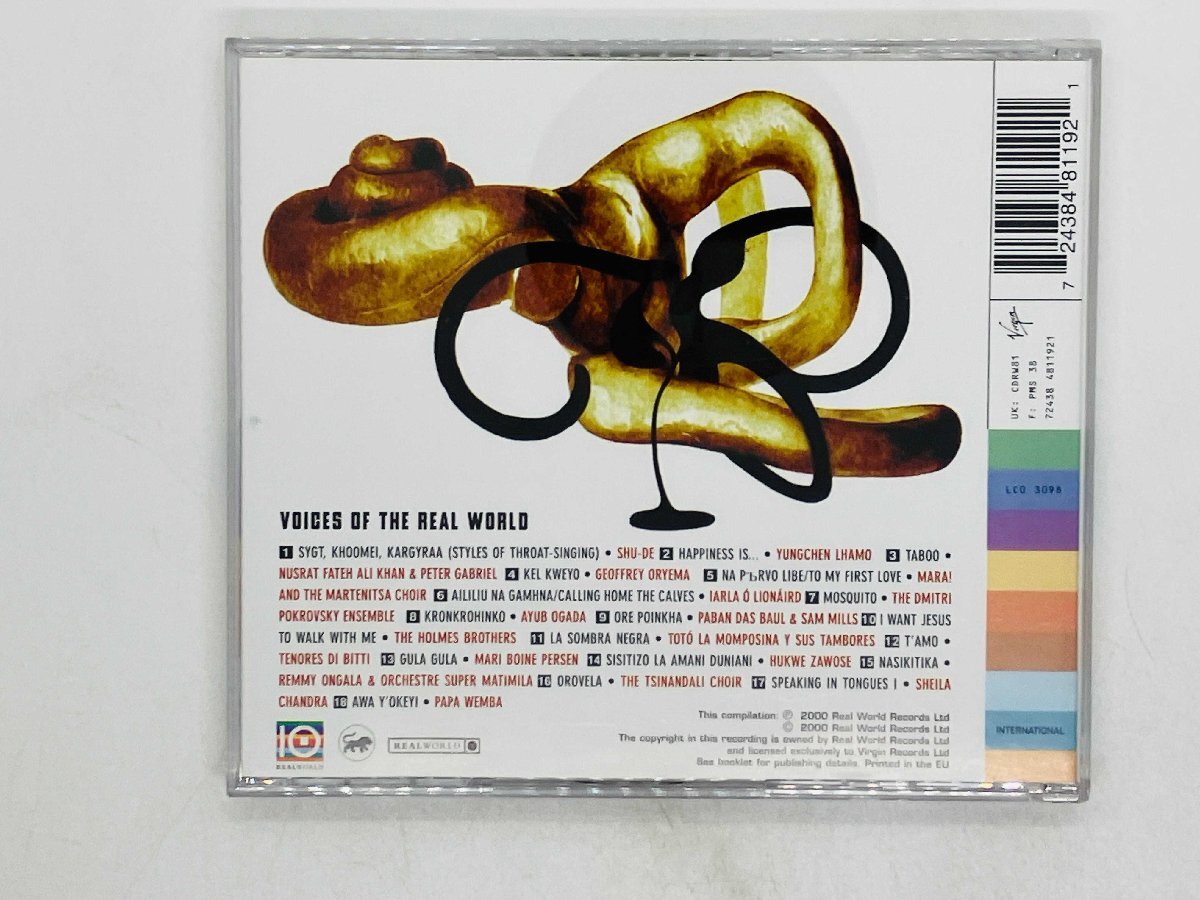 VOICES OF THE REAL WORLD
1 SYGT, KHOOMEI, KARGYRAA (STYLES OF THROAT-SINGING) • SHU-DE 2 HAPPINESS IS... • YUNGCHEN LHAMO 3 TABOO •
NUSRAT FATEH ALI KHAN & PETER GABRIEL 4 KEL KWEYO • GEOFFREY ORYEMA 5 NA PЪRVO LIBE/TO MY FIRST LOVE • MARA!
AND THE MARTENITSA CHOIR 6 AILILIU NA GAMHNA/CALLING HOME THE CALVES • IARLA Ó LIONÁIRD 7 MOSQUITO • THE DMITRI
POKROVSKY ENSEMBLE 8 KRONKROHINKO • AYUB OGADA 9 ORE POINKHA • PABAN DAS BAUL & SAM MILLS 10 I WANT JESUS
TO WALK WITH ME • THE HOLMES BROTHERS 11 LA SOMBRA NEGRA • TOTÓ LA MOMPOSINA Y SUS TAMBORES 12 T'AMO •
TENORES DI BITTI 13 GULA GULA • MARI BOINE PERSEN 14 SISITIZO LA AMANI DUNIANI • HUKWE ZAWOSE 15 NASIKITIKA •
REMMY ONGALA & ORCHESTRE SUPER MATIMILA 16 OROVELA • THE TSINANDALI CHOIR 17 SPEAKING IN TONGUES I • SHEILA
CHANDRA 18 AWA Y'OKEYI • PAPA WEMBA
This compilation: ℗ 2000 Real World Records Ltd
© 2000 Real World Records Ltd
The copyright in this recording is owned by Real World Records Ltd
and licensed exclusively to Virgin Records Ltd
See booklet for publishing details. Printed in the EU
10
REALWORLD
REALWORLD
7 24384 81192 1
Virgin
UK: CDRW81
F: PMS 38
72438 4811921
LCO 3098
INTERNATIONAL